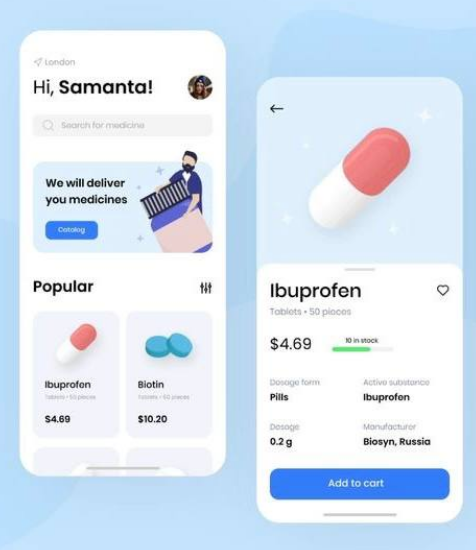 London
Hi, Samanta!
Search for medicine
We will deliver
you medicines
Catalog
Popular
Ibuprofen
Tablets • 50 pieces
$4.69
Biotin
Tablets • 50 pieces
$10.20
Ibuprofen
Tablets • 50 pieces
$4.69
10 in stock
Dosage form
Pills
Active substance
Ibuprofen
Dosage
0.2 g
Manufacturer
Biosyn, Russia
Add to cart